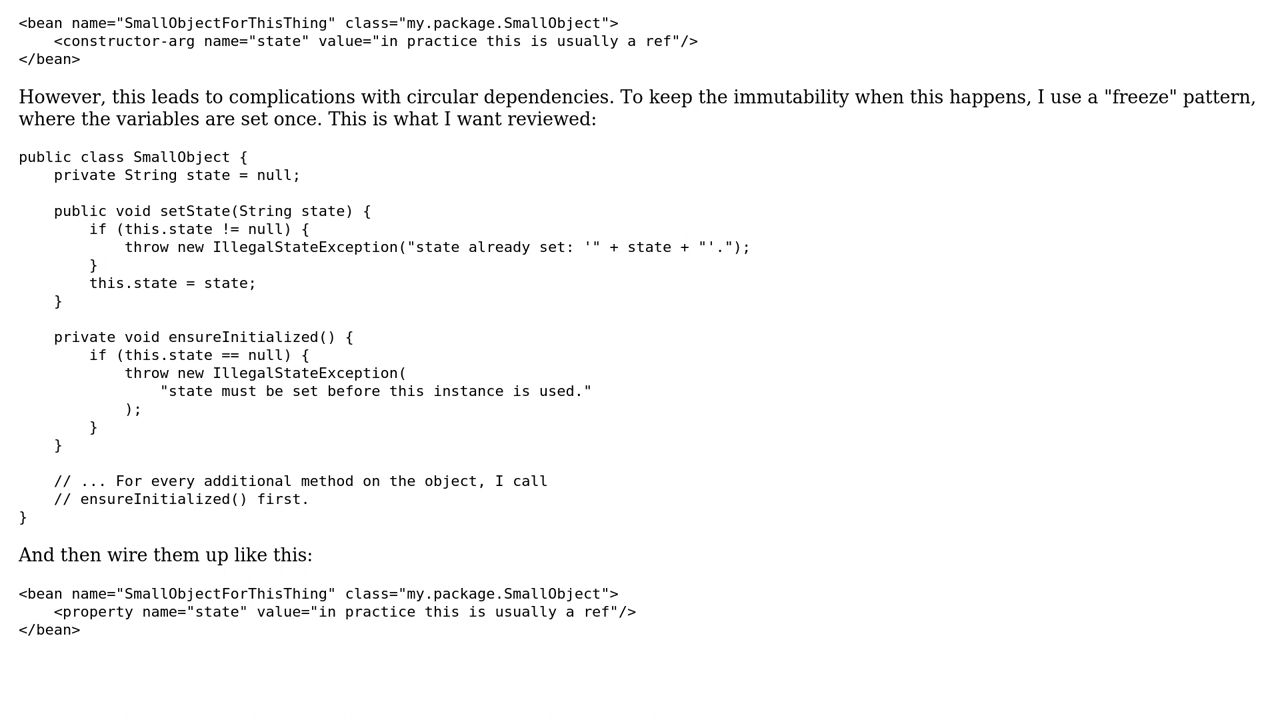 <bean name="SmallObjectForThisThing" class="my.package.SmallObject">
    <constructor-arg name="state" value="in practice this is usually a ref"/>
</bean>
However, this leads to complications with circular dependencies. To keep the immutability when this happens, I use a "freeze" pattern,
where the variables are set once. This is what I want reviewed:
public class SmallObject {
    private String state = null;
    public void setState(String state) {
        if (this.state != null) {
            throw new IllegalStateException("state already set: '" + state + "'.");
        }
        this.state = state;
    }
    private void ensureInitialized() {
        if (this.state == null) {
            throw new IllegalStateException(
                "state must be set before this instance is used."
            );
        }
    }
    // ... For every additional method on the object, I call
    // ensureInitialized() first.
}
And then wire them up like this:
<bean name="SmallObjectForThisThing" class="my.package.SmallObject">
    <property name="state" value="in practice this is usually a ref"/>
</bean>